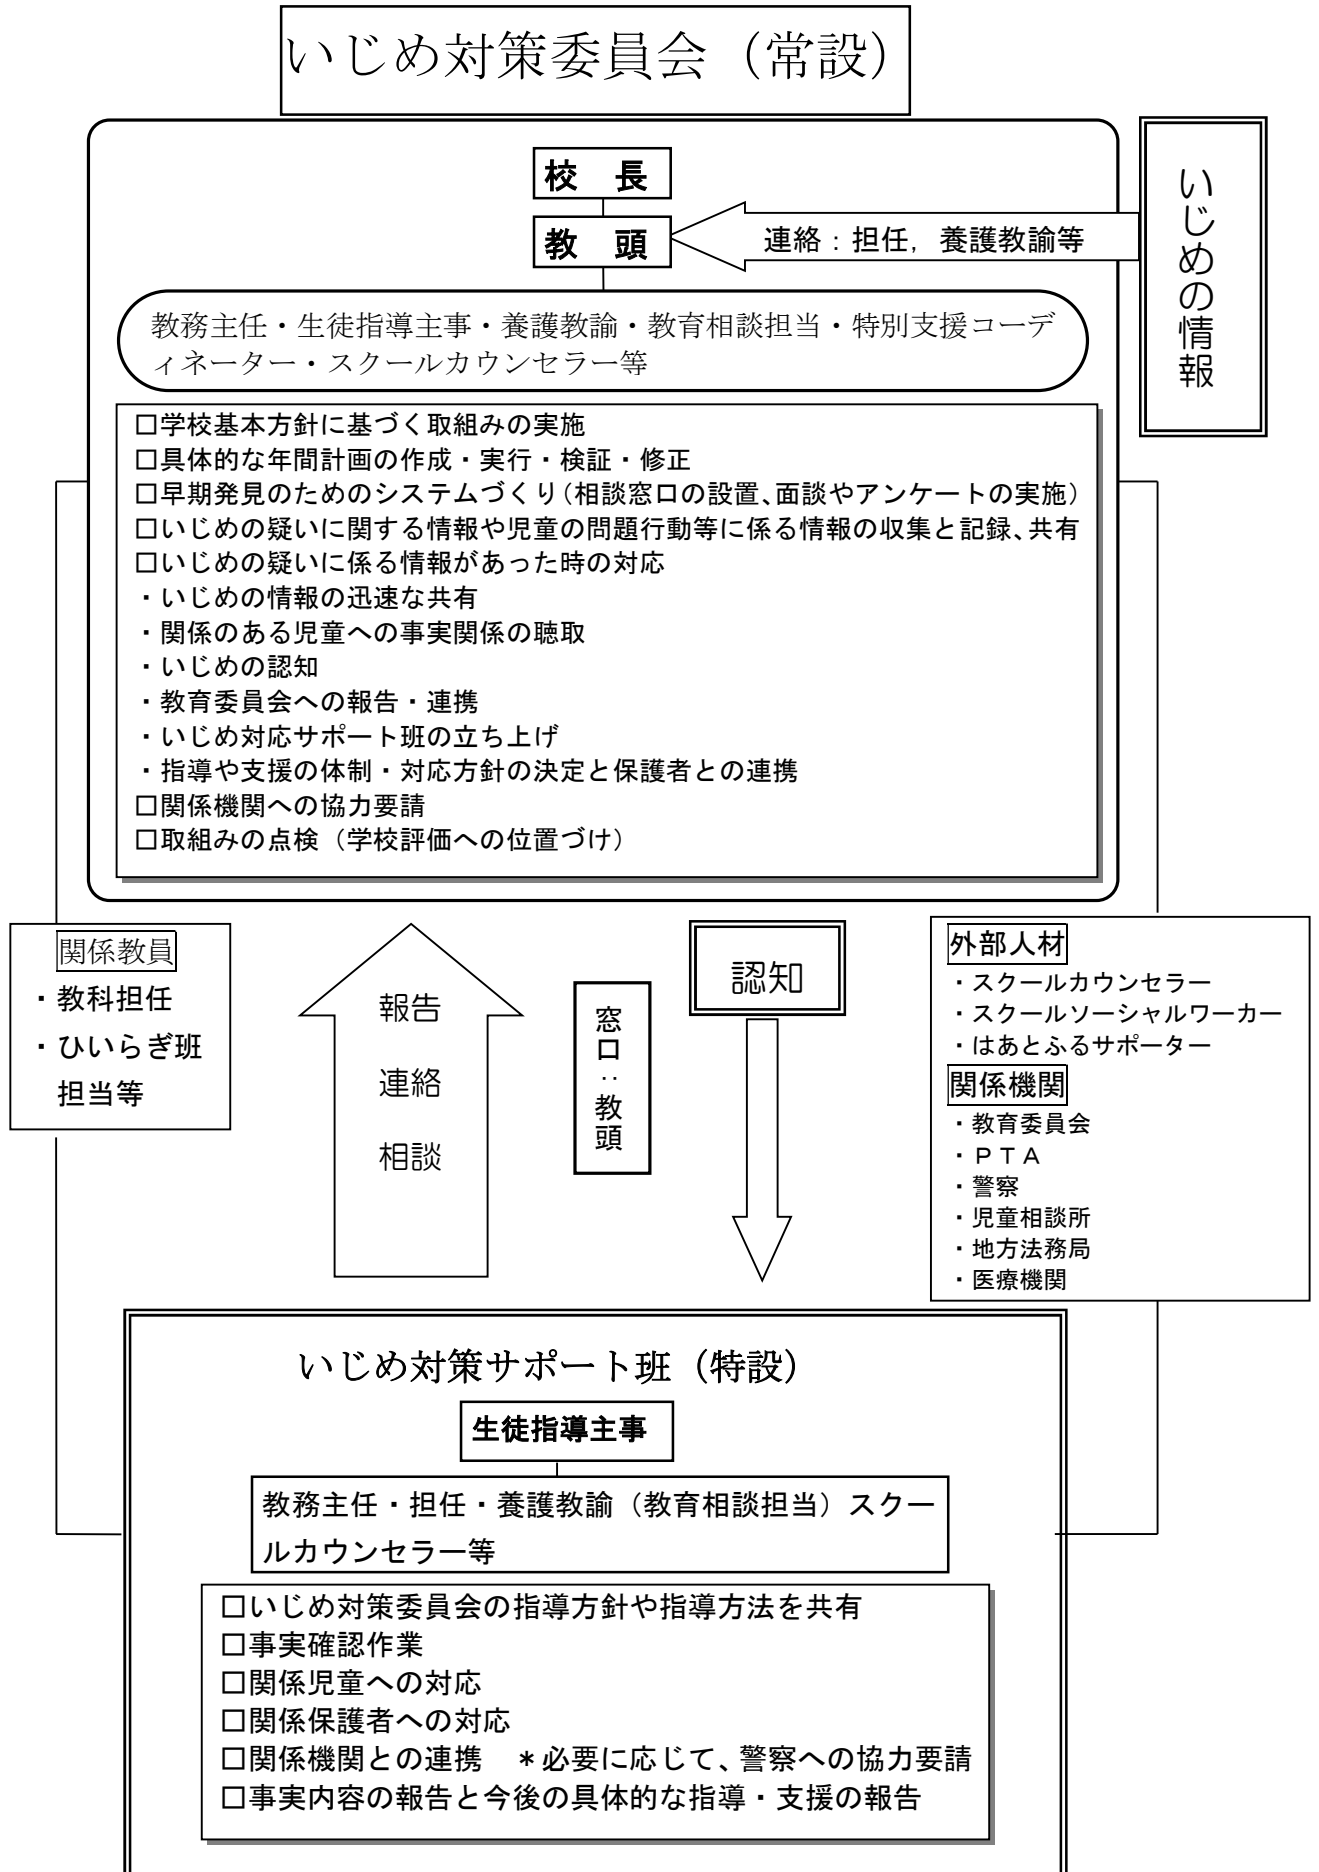 いじめ対策委員会（常設）
校　長
教　頭
連絡：担任，養護教諭等
いじめの情報
教務主任・生徒指導主事・養護教諭・教育相談担当・特別支援コーデ
ィネーター・スクールカウンセラー等
□学校基本方針に基づく取組みの実施
□具体的な年間計画の作成・実行・検証・修正
□早期発見のためのシステムづくり（相談窓口の設置、面談やアンケートの実施）
□いじめの疑いに関する情報や児童の問題行動等に係る情報の収集と記録、共有
□いじめの疑いに係る情報があった時の対応
・いじめの情報の迅速な共有
・関係のある児童への事実関係の聴取
・いじめの認知
・教育委員会への報告・連携
・いじめ対応サポート班の立ち上げ
・指導や支援の体制・対応方針の決定と保護者との連携
□関係機関への協力要請
□取組みの点検（学校評価への位置づけ）
関係教員
・教科担任
・ひいらぎ班
担当等
報告
連絡
相談
窓口：教頭
認知
外部人材
・スクールカウンセラー
・スクールソーシャルワーカー
・はあとふるサポーター
関係機関
・教育委員会
・ＰＴＡ
・警察
・児童相談所
・地方法務局
・医療機関
いじめ対策サポート班（特設）
生徒指導主事
教務主任・担任・養護教諭（教育相談担当）スクー
ルカウンセラー等
□いじめ対策委員会の指導方針や指導方法を共有
□事実確認作業
□関係児童への対応
□関係保護者への対応
□関係機関との連携　＊必要に応じて、警察への協力要請
□事実内容の報告と今後の具体的な指導・支援の報告